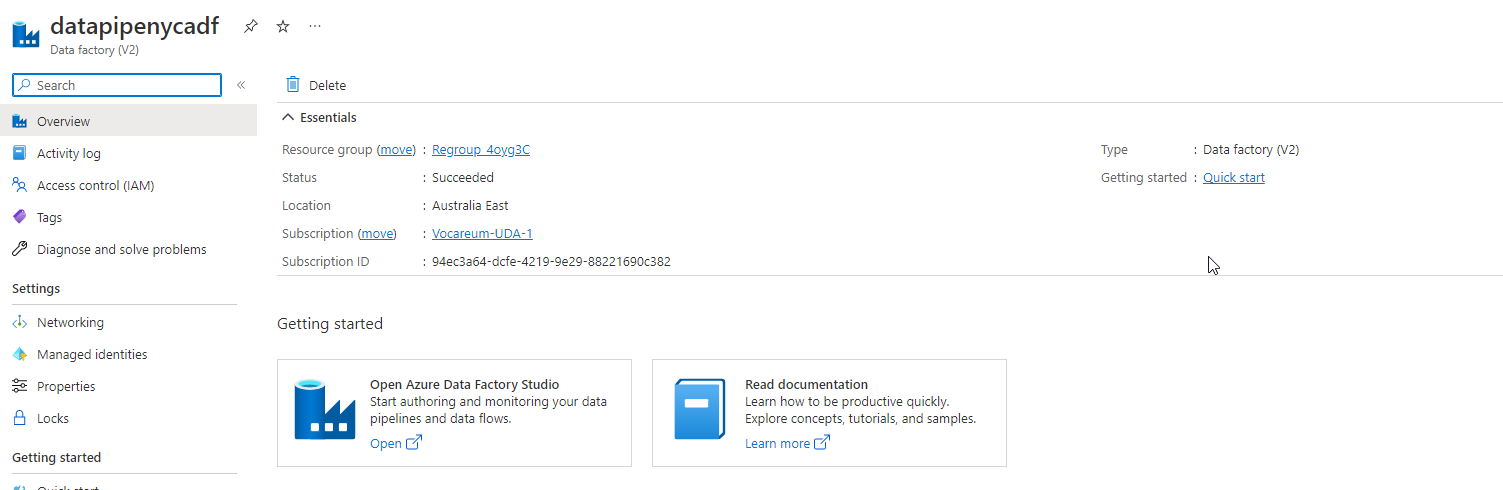 datapipenycadf
Data factory (V2)
Search
Overview
Activity log
Access control (IAM)
Tags
Diagnose and solve problems
Settings
Networking
Managed identities
Properties
Locks
Getting started
Quick start
Delete
Essentials
Resource group (move) : Regroup_4oyg3C
Status : Succeeded
Location : Australia East
Subscription (move) : Vocareum-UDA-1
Subscription ID : 94ec3a64-dcfe-4219-9e29-88221690c382
Type : Data factory (V2)
Getting started : Quick start
Getting started
Open Azure Data Factory Studio
Start authoring and monitoring your data
pipelines and data flows.
Open
Read documentation
Learn how to be productive quickly.
Explore concepts, tutorials, and samples.
Learn more